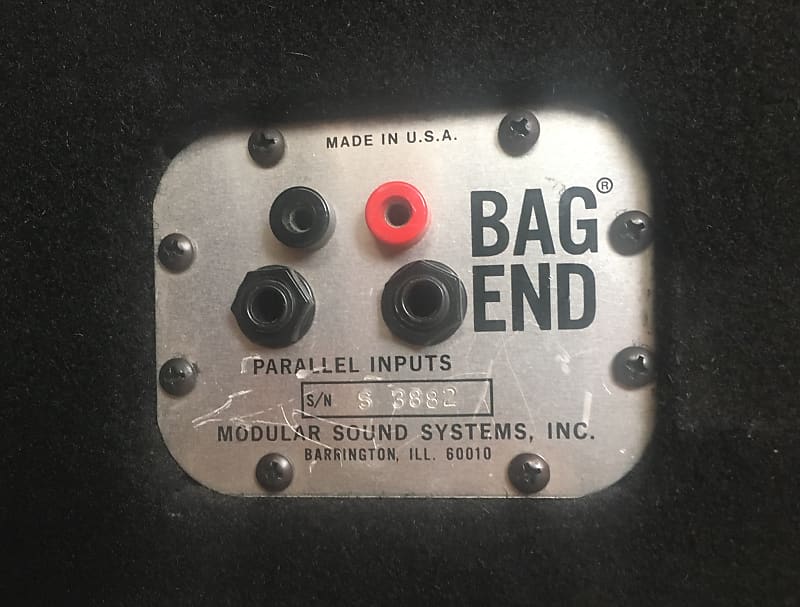 MADE IN U.S.A.
BAG®
END
PARALLEL INPUTS
S/N S 3882
MODULAR SOUND SYSTEMS, INC.
BARRINGTON, ILL. 60010